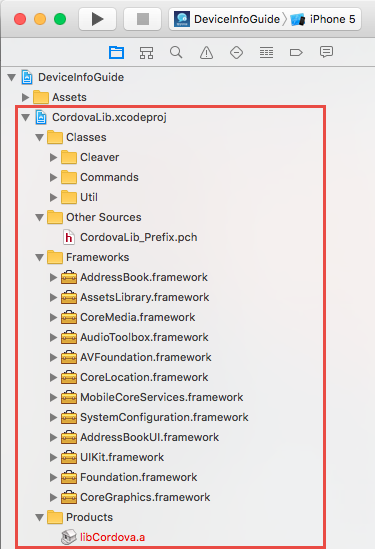 DeviceInfoGuide
iPhone 5
DeviceInfoGuide
Assets
CordovaLib.xcodeproj
Classes
Cleaver
Commands
Util
Other Sources
h CordovaLib_Prefix.pch
Frameworks
AddressBook.framework
AssetsLibrary.framework
CoreMedia.framework
AudioToolbox.framework
AVFoundation.framework
CoreLocation.framework
MobileCoreServices.framework
SystemConfiguration.framework
AddressBookUI.framework
UIKit.framework
Foundation.framework
CoreGraphics.framework
Products
libCordova.a